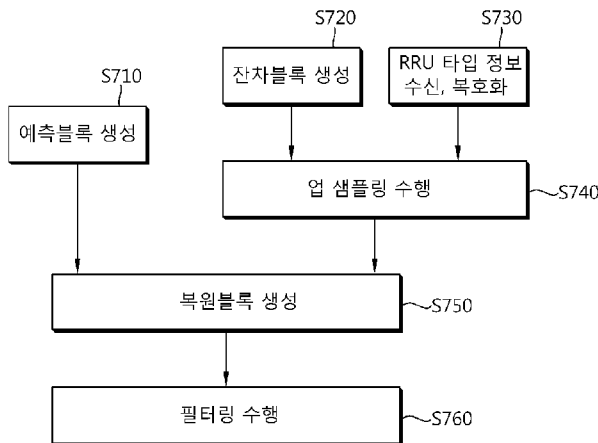 S720
S730
S710
잔차블록 생성
RRU 타입 정보
수신, 복호화
예측블록 생성
업 샘플링 수행
S740
복원블록 생성
S750
필터링 수행
S760